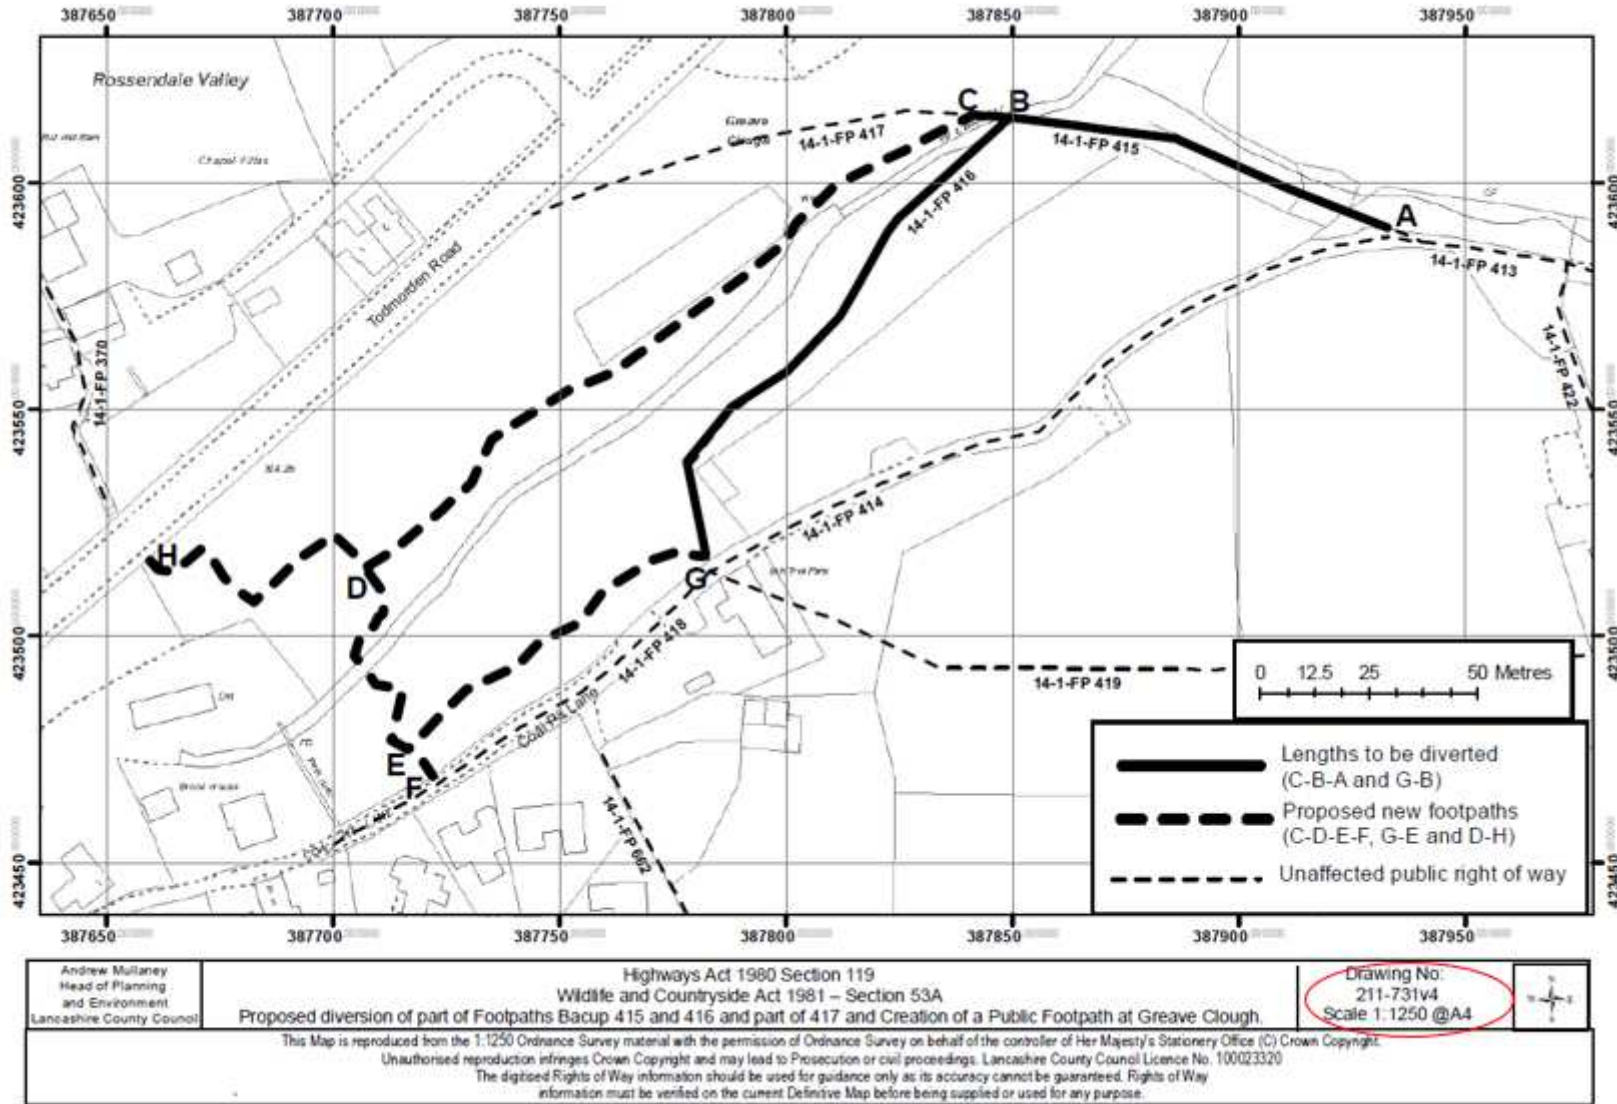 387650 387700 387750 387800 387850 387900 387950
Rossendale Valley
Chapel Villas
Greave
Clough
C B
14-1-FP 417
14-1-FP 415
423600 423600
14-1-FP 416
A
14-1-FP 413
Todmorden Road
14-1-FP 370
14-1-FP 422
423550 423550
14-1-FP 414
H
D
G
423500 423500
14-1-FP 418
14-1-FP 419
Coal Pit Lane
E
F
14-1-FP 662
423450 423450
0 12.5 25 50 Metres
Lengths to be diverted
(C-B-A and G-B)
Proposed new footpaths
(C-D-E-F, G-E and D-H)
Unaffected public right of way
387650 387700 387750 387800 387850 387900 387950
Andrew Mullaney
Head of Planning
and Environment
Lancashire County Council
Highways Act 1980 Section 119
Wildlife and Countryside Act 1981 – Section 53A
Proposed diversion of part of Footpaths Bacup 415 and 416 and part of 417 and Creation of a Public Footpath at Greave Clough.
Drawing No:
211-731v4
Scale 1:1250 @A4
This Map is reproduced from the 1:1250 Ordnance Survey material with the permission of Ordnance Survey on behalf of the controller of Her Majesty's Stationery Office (C) Crown Copyright.
Unauthorised reproduction infringes Crown Copyright and may lead to Prosecution or civil proceedings. Lancashire County Council Licence No. 100023320
The digitised Rights of Way information should be used for guidance only as its accuracy cannot be guaranteed. Rights of Way
information must be verified on the current Definitive Map before being supplied or used for any purpose.